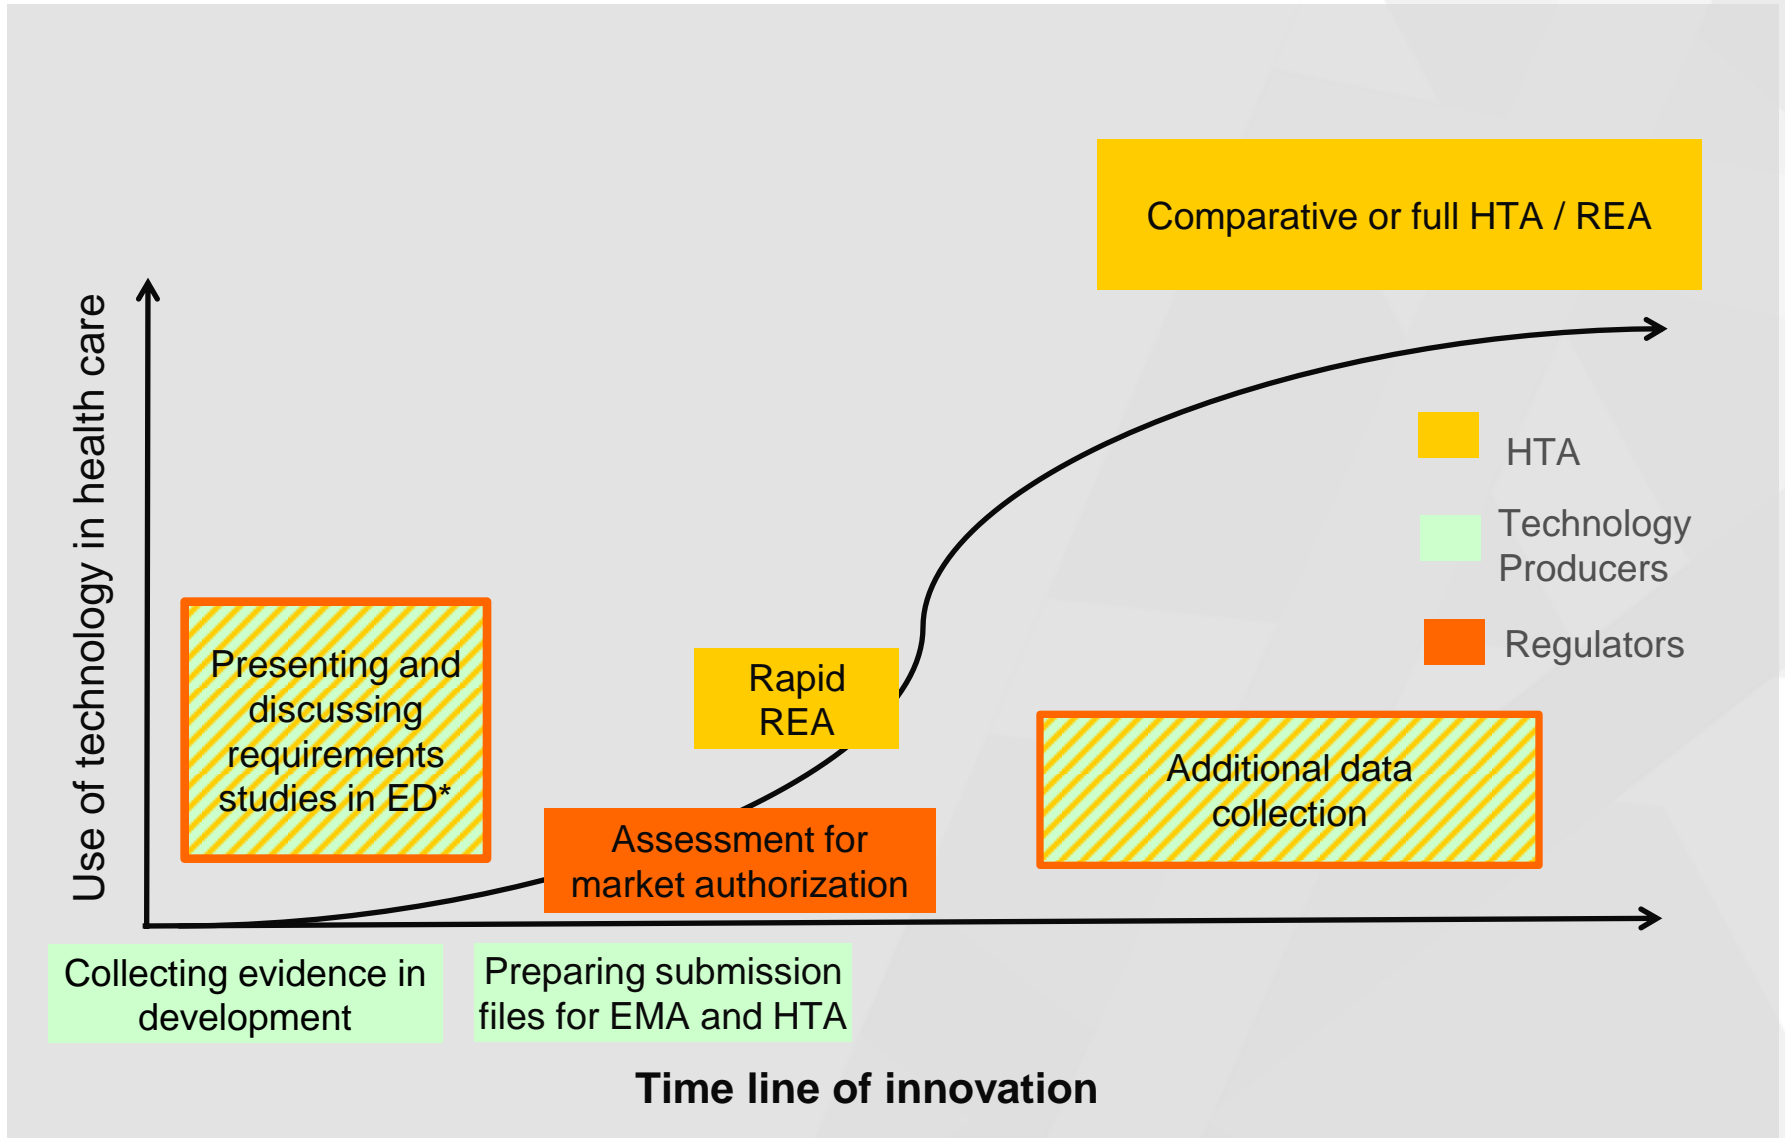 Comparative or full HTA / REA
Use of technology in health care
HTA
Technology
Producers
Regulators
Presenting and
discussing
requirements
studies in ED*
Rapid
REA
Additional data
collection
Assessment for
market authorization
Collecting evidence in
development
Preparing submission
files for EMA and HTA
Time line of innovation